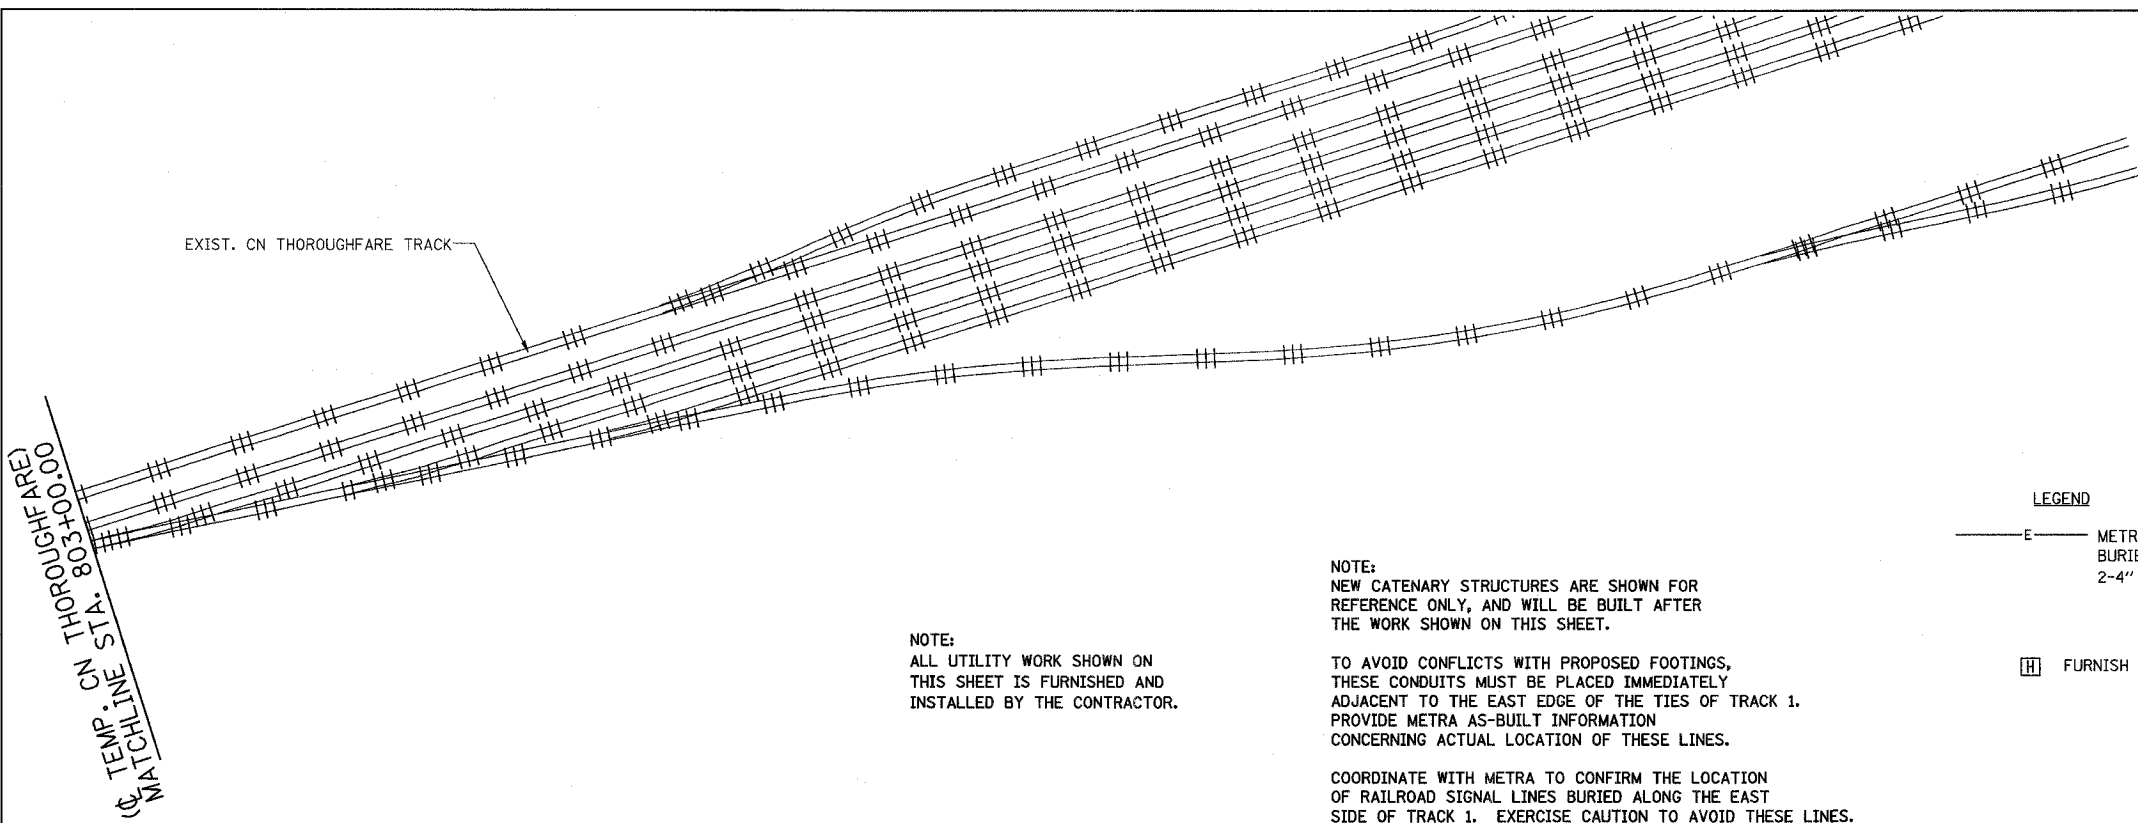 EXIST. CN THOROUGHFARE TRACK
(℄ TEMP. CN THOROUGHFARE)
MATCHLINE STA. 803+00.00
NOTE:
ALL UTILITY WORK SHOWN ON
THIS SHEET IS FURNISHED AND
INSTALLED BY THE CONTRACTOR.
NOTE:
NEW CATENARY STRUCTURES ARE SHOWN FOR
REFERENCE ONLY, AND WILL BE BUILT AFTER
THE WORK SHOWN ON THIS SHEET.
TO AVOID CONFLICTS WITH PROPOSED FOOTINGS,
THESE CONDUITS MUST BE PLACED IMMEDIATELY
ADJACENT TO THE EAST EDGE OF THE TIES OF TRACK 1.
PROVIDE METRA AS-BUILT INFORMATION
CONCERNING ACTUAL LOCATION OF THESE LINES.
COORDINATE WITH METRA TO CONFIRM THE LOCATION
OF RAILROAD SIGNAL LINES BURIED ALONG THE EAST
SIDE OF TRACK 1. EXERCISE CAUTION TO AVOID THESE LINES.
LEGEND
E METR
BURIE
2-4"
H FURNISH